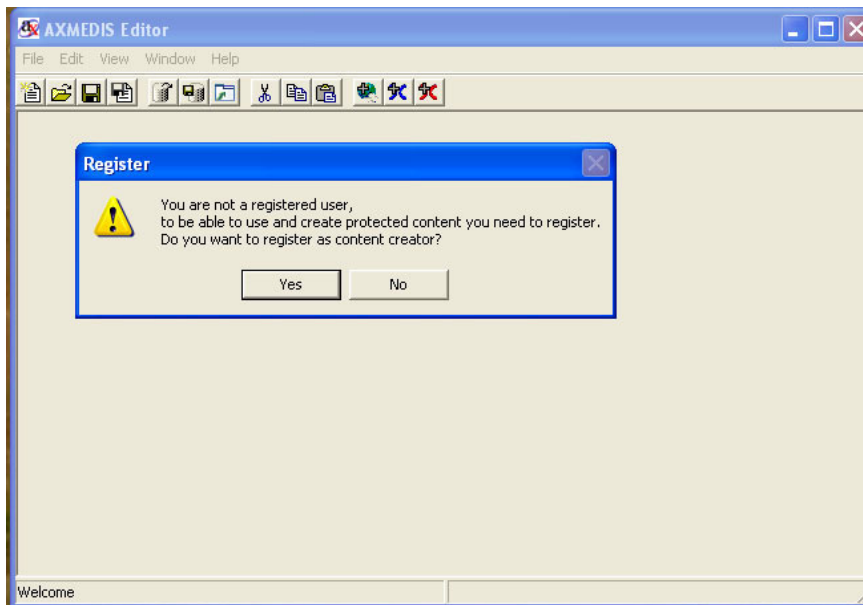 AXMEDIS Editor
File Edit View Window Help
Register
You are not a registered user,
to be able to use and create protected content you need to register.
Do you want to register as content creator?
Yes No
Welcome